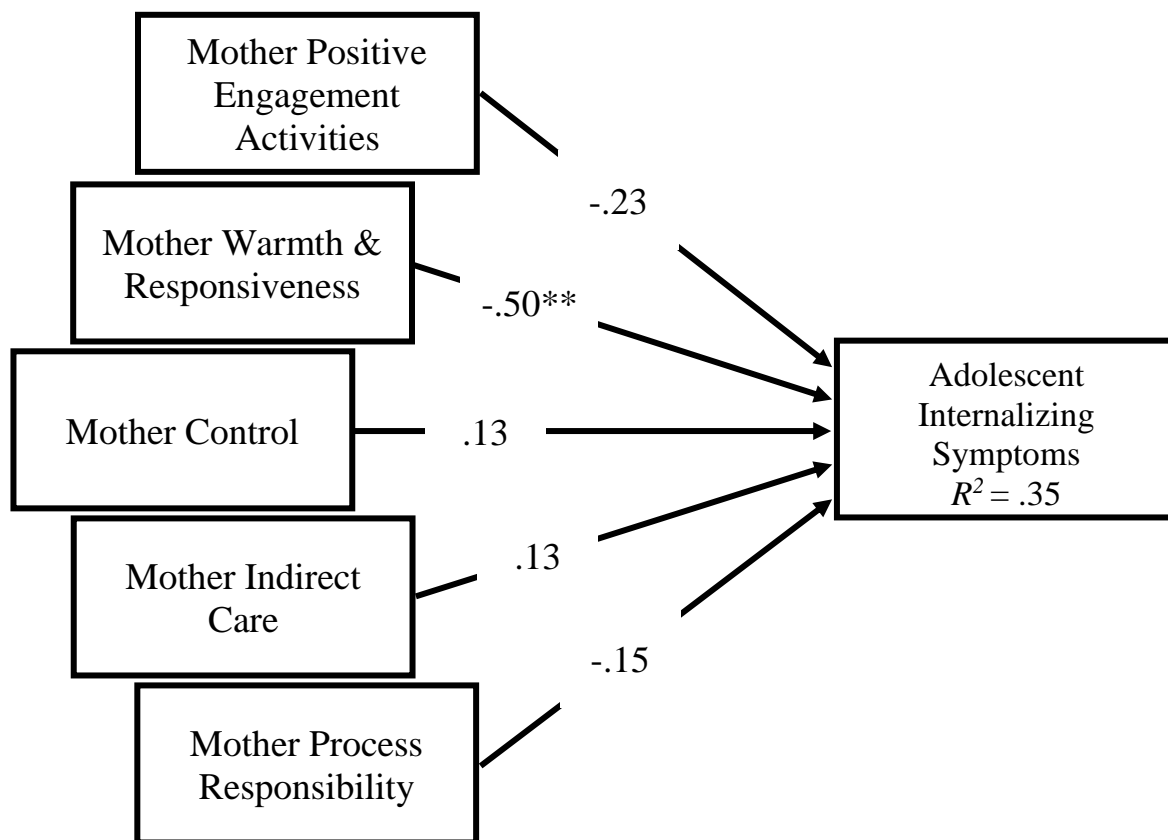 Mother Positive
Engagement
Activities
-.23
Mother Warmth &
Responsiveness
-.50**
Mother Control
.13
Adolescent
Internalizing
Symptoms
R² = .35
Mother Indirect
Care
.13
Mother Process
Responsibility
-.15